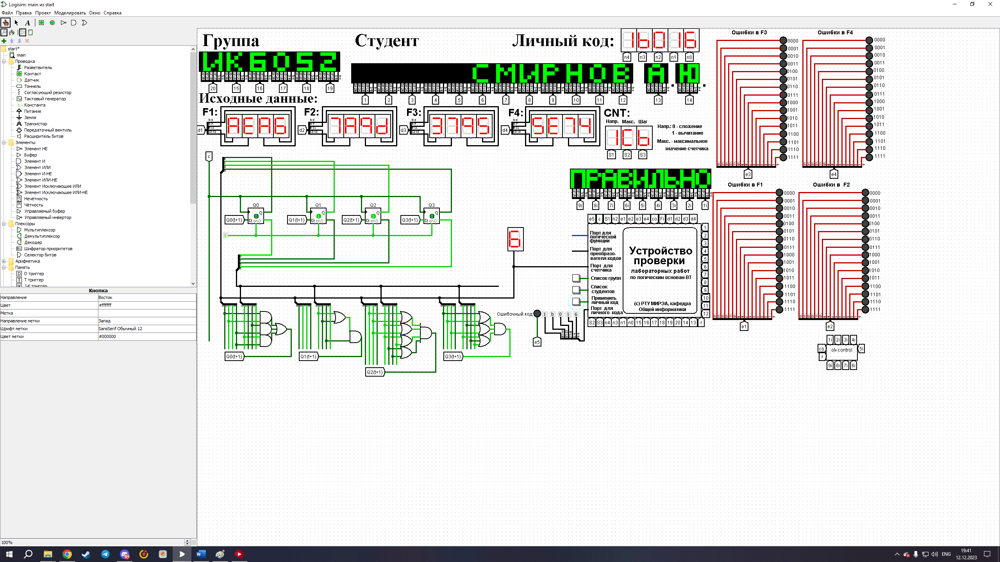 Logisim: main из start
Файл Правка Проект Моделировать Окно Справка
start*
main
Проводка
Разветвитель
Контакт
Датчик
Тоннель
Согласующий резистор
Тактовый генератор
Константа
Питание
Земля
Транзистор
Передаточный вентиль
Расширитель битов
Элементы
Элемент НЕ
Буфер
Элемент И
Элемент ИЛИ
Элемент И-НЕ
Элемент ИЛИ-НЕ
Элемент Исключающее ИЛИ
Элемент Исключающее ИЛИ-НЕ
Нечётность
Чётность
Управляемый буфер
Управляемый инвертор
Плексоры
Мультиплексор
Демультиплексор
Декодер
Шифратор приоритетов
Селектор битов
Арифметика
Память
D триггер
T триггер
J-K триггер
Кнопка
Направление Восток
Цвет #ffffff
Метка
Направление метки Запад
Шрифт метки SansSerif Обычный 12
Цвет метки #000000
100%
Группа Студент Личный код: 1b016
n4 n3 n2 n1 n0
ИКБ052 СМИРНОВ А.Ю.
20 15 16 17 18 19
1 2 3 4 5 6 7 8 9 10 11 12 13 14
Исходные данные:
F1: F2: 7A9d F3: 3795 F4: 5E74 CNT:
d1 d2 d3 d4
Напр. Макс. Шаг
1Cb
S1 S2 S3
Напр.: 0 - сложение
1 - вычитание
Макс. - максимальное
значение счетчика
c
Q0 Q1 Q2 Q3
Q0(t+1) Q1(t+1) Q2(t+1) Q3(t+1)
1
6
ПРАВИЛЬНО
9i 8i 7i 6i 5i 4i 3i 2i 1i
e5 c S1 n2 e1 e2 e3 e4 co Fi d1 d2 d3 d4
Порт для
логической
функции
Порт для
преобразо-
вателя кодов
Порт для
счетчика
Список групп
Список
студентов
Применить
личный код
Порт для
личного кода
Устройство
проверки
лабораторных работ
по логическим основам ВТ
(с) РТУ МИРЭА, кафедра
Общей информатики
1
2
3
4
5
6
7
8
9
10
11
12
S2 S3 n4 n3 n1 n0 15 16 17 18 19 20 14 13 r
Ошибочный код 1 b 0 1 6
e5
Q0(t+1) Q1(t+1) Q2(t+1) Q3(t+1)
Ошибки в F3
0000
0001
0010
0011
0100
0101
0110
0111
1000
1001
1010
1011
1100
1101
1110
1111
e3
Ошибки в F4
0000
0001
0010
0011
0100
0101
0110
0111
1000
1001
1010
1011
1100
1101
1110
1111
e4
Ошибки в F1
0000
0001
0010
0011
0100
0101
0110
0111
1000
1001
1010
1011
1100
1101
1110
1111
e1
Ошибки в F2
0000
0001
0010
0011
0100
0101
0110
0111
1000
1001
1010
1011
1100
1101
1110
1111
e2
1i 2i 3i 4i
co ok-control 5i
r
9i 8i 7i 6i
ENG
19:41
12.12.2023